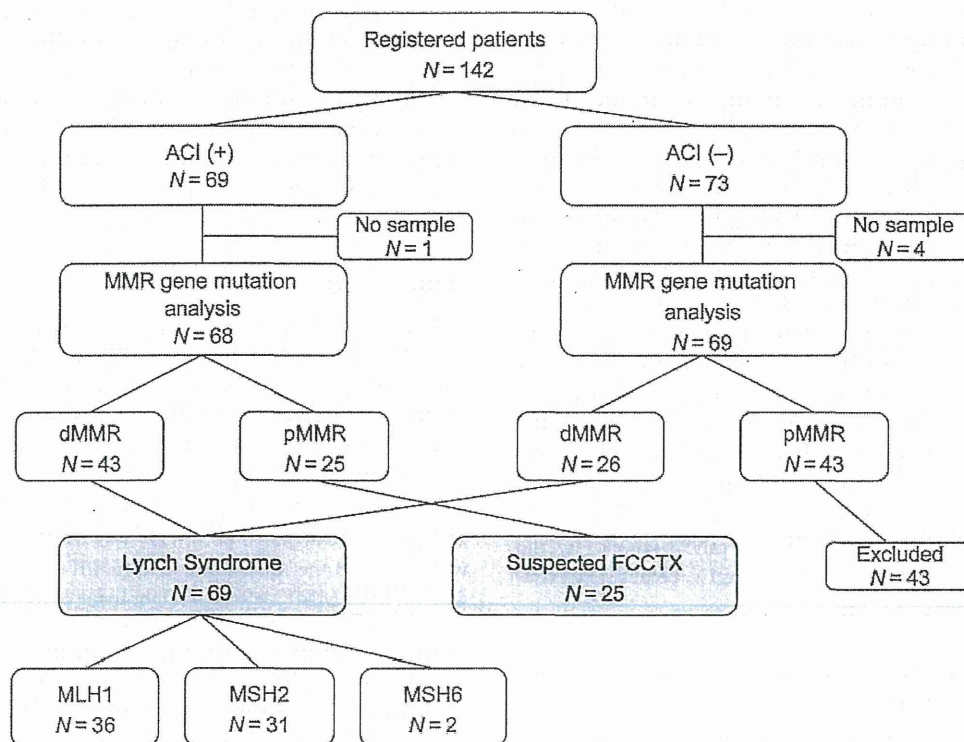 Registered patients
N = 142
ACI (+)
N = 69
ACI (–)
N = 73
No sample
N = 1
No sample
N = 4
MMR gene mutation
analysis
N = 68
MMR gene mutation
analysis
N = 69
dMMR
N = 43
pMMR
N = 25
dMMR
N = 26
pMMR
N = 43
Lynch Syndrome
N = 69
Suspected FCCTX
N = 25
Excluded
N = 43
MLH1
N = 36
MSH2
N = 31
MSH6
N = 2